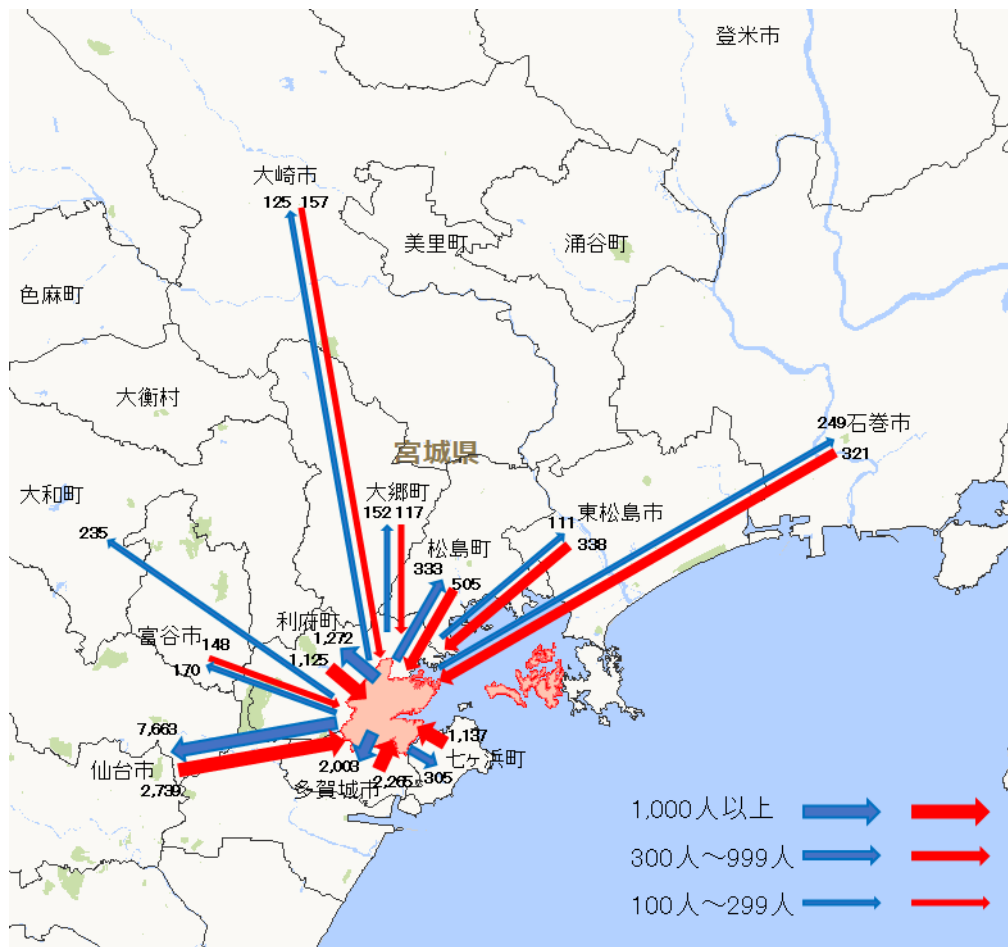 登米市
大崎市
125 157
美里町
涌谷町
色麻町
大衡村
249 石巻市
321
宮城県
大和町
大郷町
152 117
235
111 東松島市
338
松島町
333
505
利府町
1,272
1,125
富谷市
148
170
7,663
仙台市
2,739
2,003
多賀城市
2,265
1,137
七ヶ浜町
305
1,000人以上
300人～999人
100人～299人